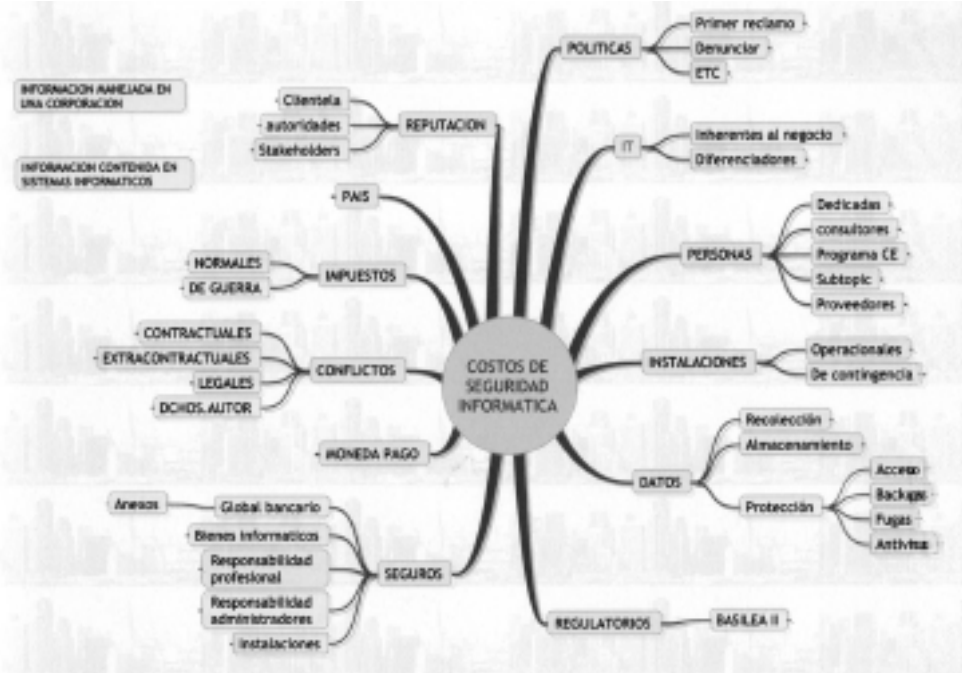 INFORMACION MANEJADA EN
UNA CORPORACION
INFORMACION CONTENIDA EN
SISTEMAS INFORMATICOS
COSTOS DE
SEGURIDAD
INFORMATICA
POLITICAS
Primer reclamo
Denunciar
ETC
IT
Inherentes al negocio
Diferenciadores
PERSONAS
Dedicadas
consultores
Programa CE
Subtopic
Proveedores
INSTALACIONES
Operacionales
De contingencia
DATOS
Recolección
Almacenamiento
Protección
Acceso
Backups
Fugas
Antivirus
REGULATORIOS
BASILEA II
REPUTACION
Clientela
autoridades
Stakeholders
PAIS
IMPUESTOS
NORMALES
DE GUERRA
CONFLICTOS
CONTRACTUALES
EXTRACONTRACTUALES
LEGALES
DCHOS.AUTOR
MONEDA PAGO
SEGUROS
Global bancario
Anexos
Bienes informaticos
Responsabilidad
profesional
Responsabilidad
administradores
Instalaciones